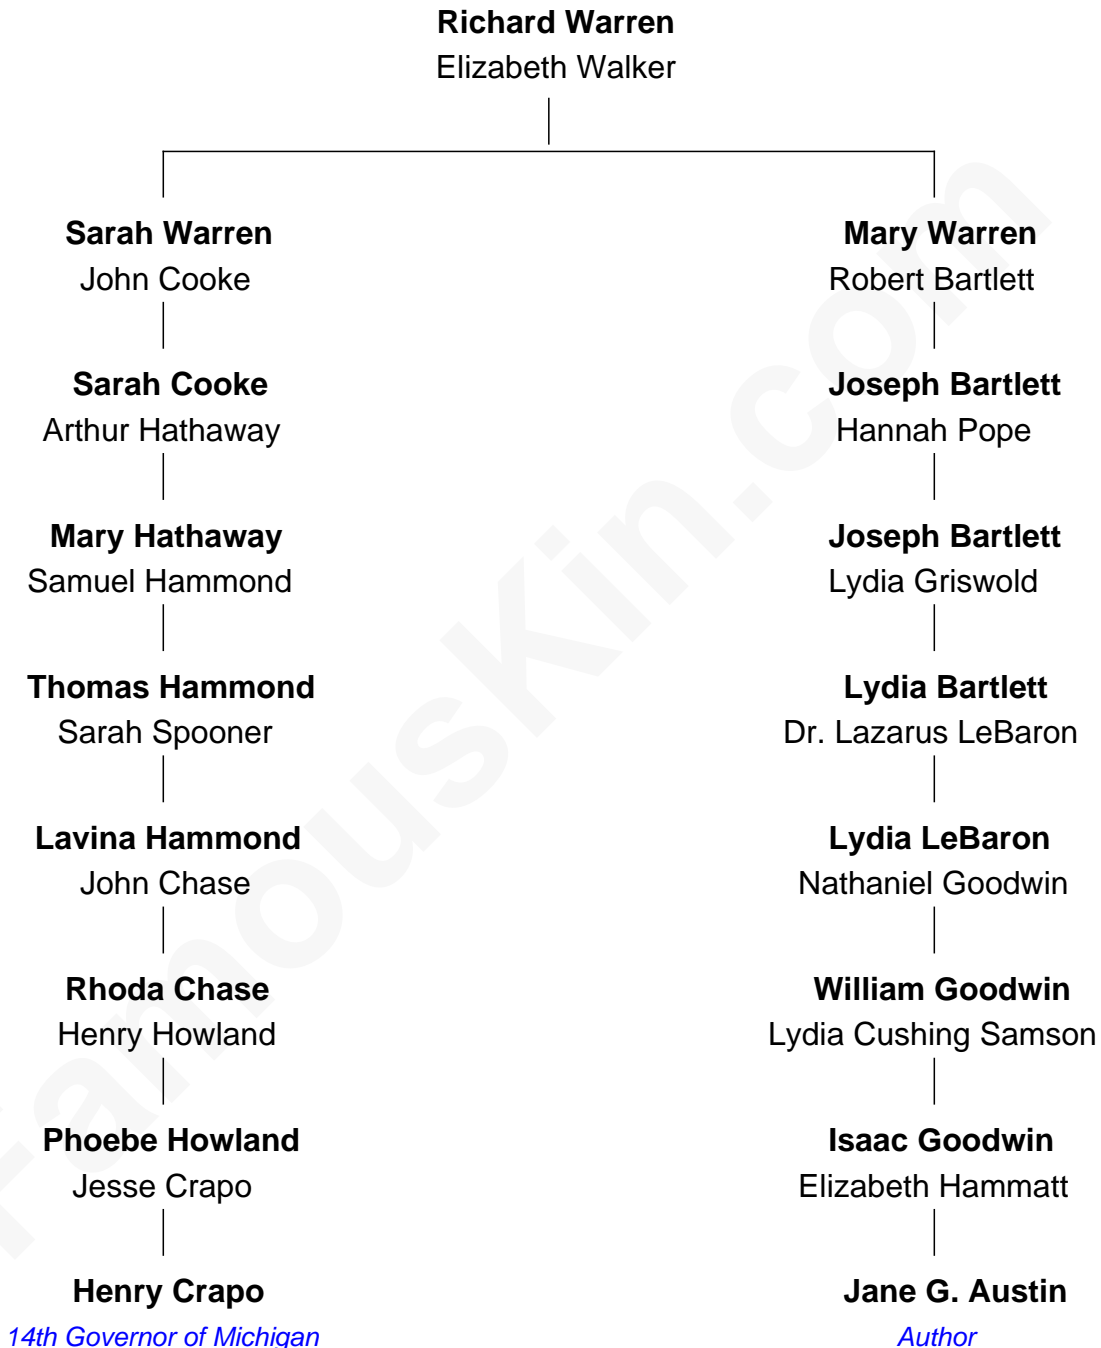 Richard Warren
Elizabeth Walker
Sarah Warren
John Cooke
Mary Warren
Robert Bartlett
Sarah Cooke
Arthur Hathaway
Joseph Bartlett
Hannah Pope
Mary Hathaway
Samuel Hammond
Joseph Bartlett
Lydia Griswold
Thomas Hammond
Sarah Spooner
Lydia Bartlett
Dr. Lazarus LeBaron
Lavina Hammond
John Chase
Lydia LeBaron
Nathaniel Goodwin
Rhoda Chase
Henry Howland
William Goodwin
Lydia Cushing Samson
Phoebe Howland
Jesse Crapo
Isaac Goodwin
Elizabeth Hammatt
Henry Crapo
14th Governor of Michigan
Jane G. Austin
Author
FamousKin.com